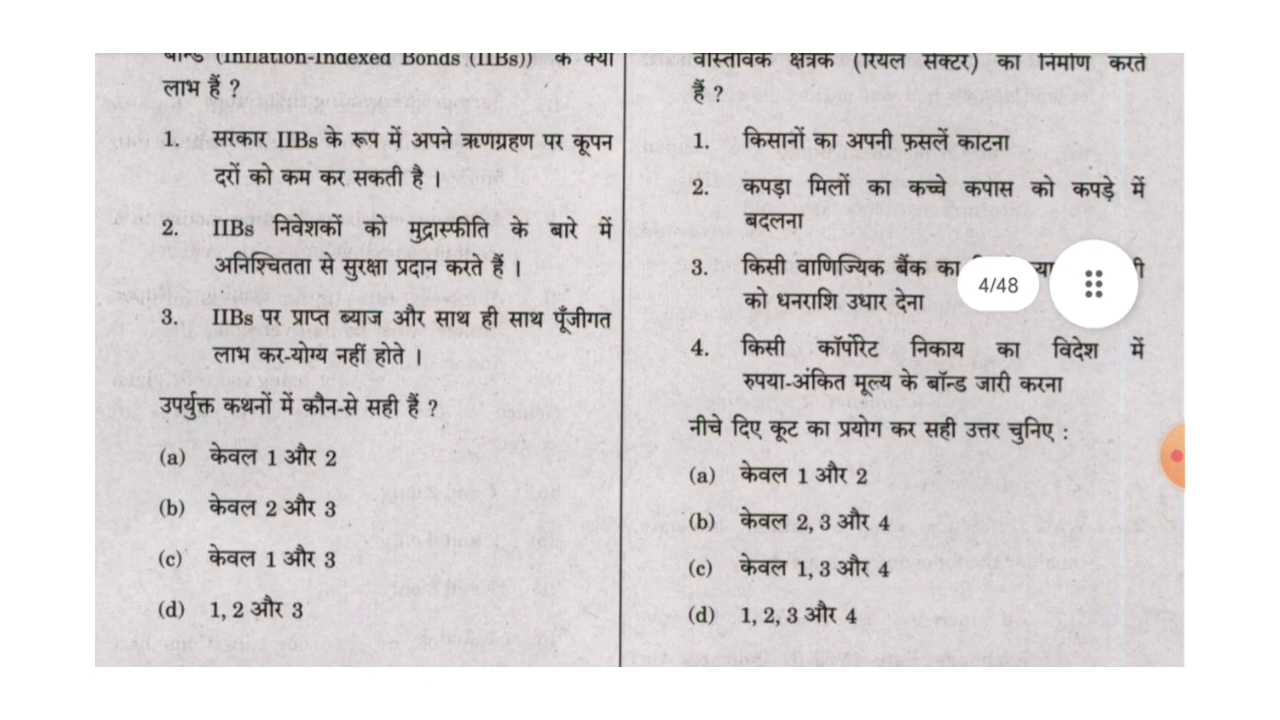 बॉन्ड (Inflation-Indexed Bonds (IIBs)) के क्या
लाभ हैं ?
1. सरकार IIBs के रूप में अपने ऋणग्रहण पर कूपन
दरों को कम कर सकती है ।
2. IIBs निवेशकों को मुद्रास्फीति के बारे में
अनिश्चितता से सुरक्षा प्रदान करते हैं ।
3. IIBs पर प्राप्त ब्याज और साथ ही साथ पूँजीगत
लाभ कर-योग्य नहीं होते ।
उपर्युक्त कथनों में कौन-से सही हैं ?
(a) केवल 1 और 2
(b) केवल 2 और 3
(c) केवल 1 और 3
(d) 1, 2 और 3
वास्तविक क्षेत्रक (रियल सेक्टर) का निर्माण करते
हैं ?
1. किसानों का अपनी फ़सलें काटना
2. कपड़ा मिलों का कच्चे कपास को कपड़े में
बदलना
3. किसी वाणिज्यिक बैंक का
को धनराशि उधार देना
4. किसी कॉर्पोरेट निकाय का विदेश में
रुपया-अंकित मूल्य के बॉन्ड जारी करना
नीचे दिए कूट का प्रयोग कर सही उत्तर चुनिए :
(a) केवल 1 और 2
(b) केवल 2, 3 और 4
(c) केवल 1, 3 और 4
(d) 1, 2, 3 और 4
4/48